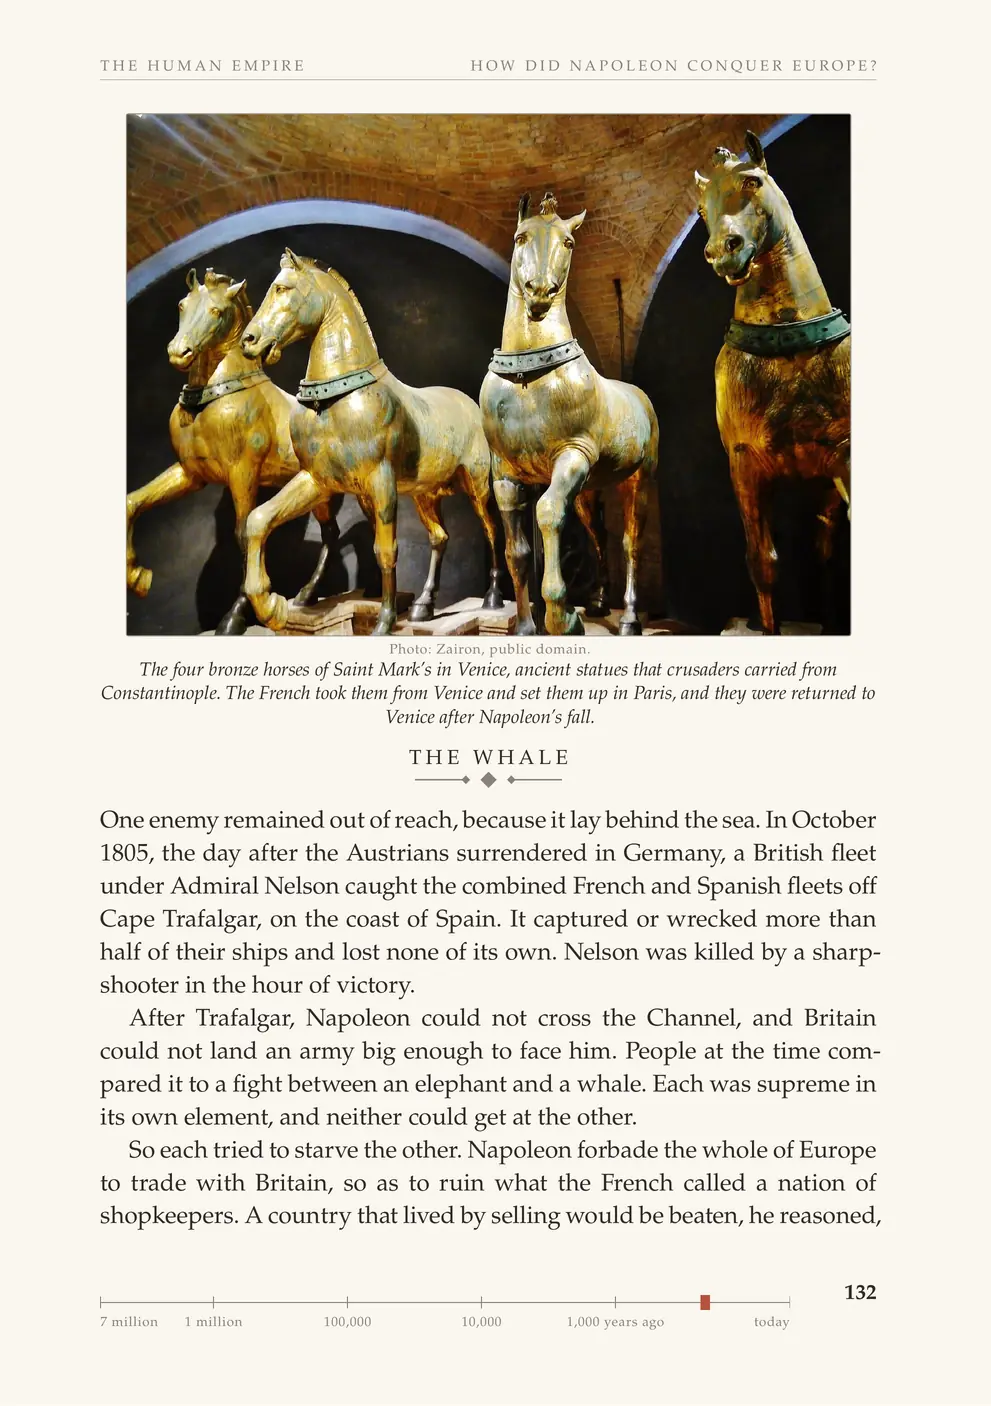 THE HUMAN EMPIRE
HOW DID NAPOLEON CONQUER EUROPE?
Photo: Zairon, public domain.
The four bronze horses of Saint Mark’s in Venice, ancient statues that crusaders carried from
Constantinople. The French took them from Venice and set them up in Paris, and they were returned to
Venice after Napoleon’s fall.
THE WHALE
One enemy remained out of reach, because it lay behind the sea. In October
1805, the day after the Austrians surrendered in Germany, a British fleet
under Admiral Nelson caught the combined French and Spanish fleets off
Cape Trafalgar, on the coast of Spain. It captured or wrecked more than
half of their ships and lost none of its own. Nelson was killed by a sharp-
shooter in the hour of victory.
After Trafalgar, Napoleon could not cross the Channel, and Britain
could not land an army big enough to face him. People at the time com-
pared it to a fight between an elephant and a whale. Each was supreme in
its own element, and neither could get at the other.
So each tried to starve the other. Napoleon forbade the whole of Europe
to trade with Britain, so as to ruin what the French called a nation of
shopkeepers. A country that lived by selling would be beaten, he reasoned,
132
7 million 1 million 100,000 10,000 1,000 years ago today